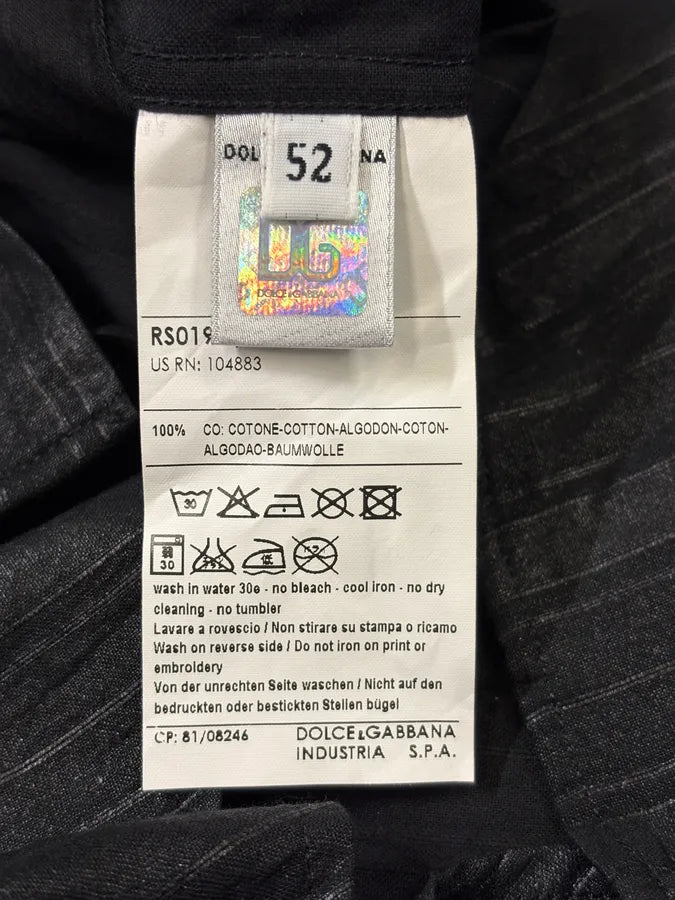 DOL 52 NA
DG
DOLCE&GABBANA
RS019
US RN: 104883
100% CO: COTONE-COTTON-ALGODON-COTON-
ALGODAO-BAUMWOLLE
30
30
wash in water 30e - no bleach - cool iron - no dry
cleaning - no tumbler
Lavare a rovescio / Non stirare su stampa o ricamo
Wash on reverse side / Do not iron on print or
embroidery
Von der unrechten Seite waschen / Nicht auf den
bedruckten oder bestickten Stellen bügel
CP: 81/08246 DOLCE&GABBANA
INDUSTRIA S.P.A.